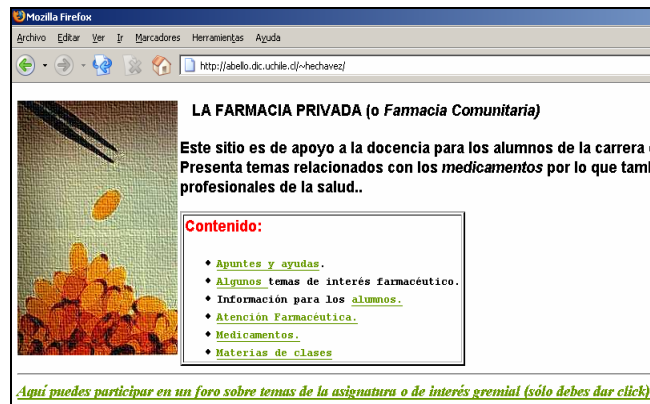 Mozilla Firefox
Archivo Editar Ver Ir Marcadores Herramientas Ayuda
http://abello.dic.uchile.cl/~hechavez/
LA FARMACIA PRIVADA (o Farmacia Comunitaria)
Este sitio es de apoyo a la docencia para los alumnos de la carrera
Presenta temas relacionados con los medicamentos por lo que tam
profesionales de la salud..
Contenido:
Apuntes y ayudas.
Algunos temas de interés farmacéutico.
Información para los alumnos.
Atención Farmacéutica.
Medicamentos.
Materias de clases
Aquí puedes participar en un foro sobre temas de la asignatura o de interés gremial (sólo debes dar click)